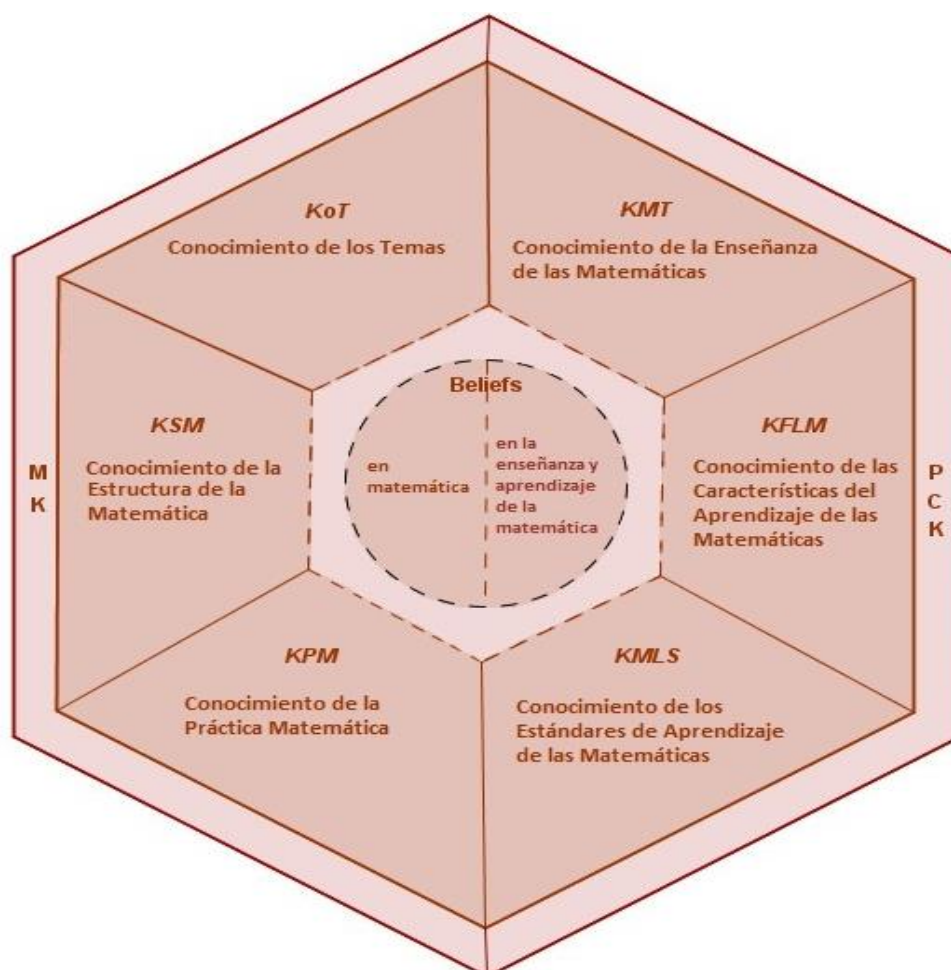 KoT
Conocimiento de los Temas
KMT
Conocimiento de la Enseñanza
de las Matemáticas
Beliefs
en
matemática
en la
enseñanza y
aprendizaje
de la
matemática
KSM
Conocimiento de la
Estructura de la
Matemática
KFLM
Conocimiento de las
Características del
Aprendizaje de las
Matemáticas
M
K
P
C
K
KPM
Conocimiento de la
Práctica Matemática
KMLS
Conocimiento de los
Estándares de Aprendizaje
de las Matemáticas